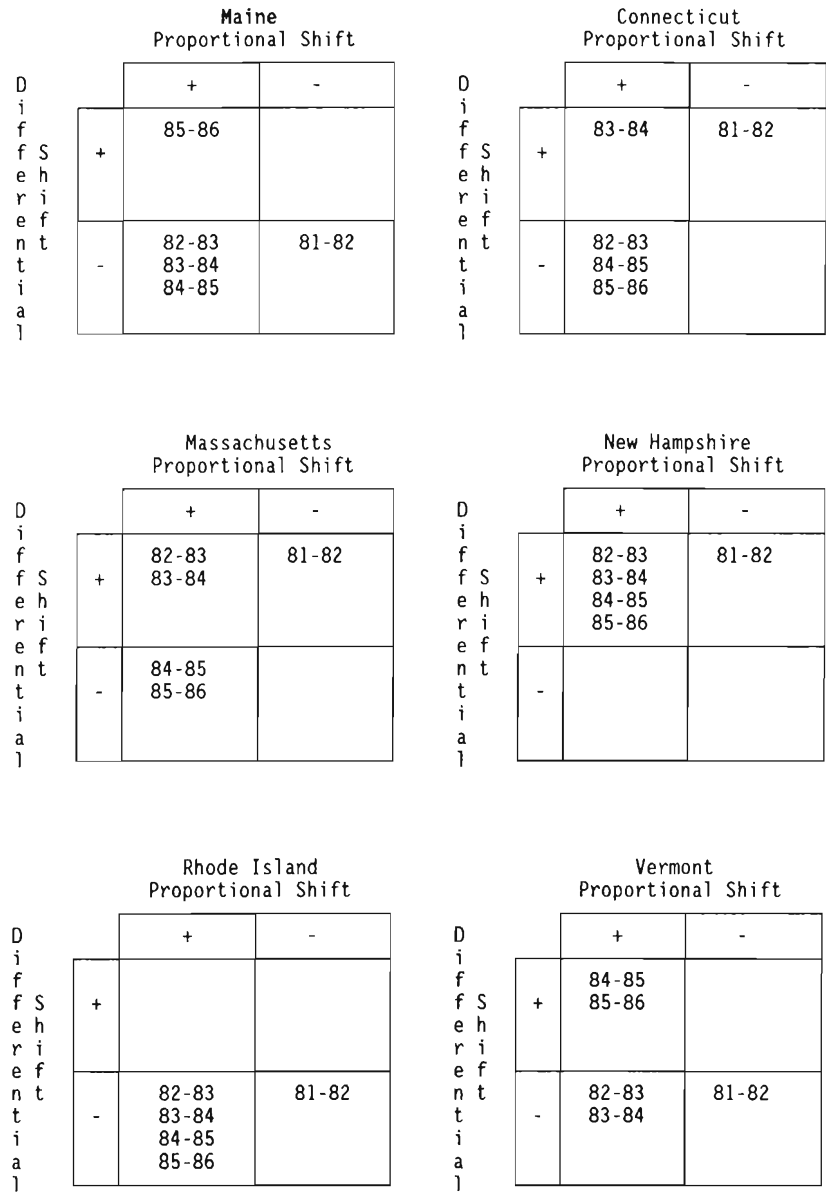 Maine
Proportional Shift
Differential
Shift
+ -
+ 85-86
- 82-83 81-82
83-84
84-85
Connecticut
Proportional Shift
Differential
Shift
+ -
+ 83-84 81-82
- 82-83
84-85
85-86
Massachusetts
Proportional Shift
Differential
Shift
+ -
+ 82-83 81-82
83-84
- 84-85
85-86
New Hampshire
Proportional Shift
Differential
Shift
+ -
+ 82-83 81-82
83-84
84-85
85-86
-
Rhode Island
Proportional Shift
Differential
Shift
+ -
+
- 82-83 81-82
83-84
84-85
85-86
Vermont
Proportional Shift
Differential
Shift
+ -
+ 84-85
85-86
- 82-83 81-82
83-84